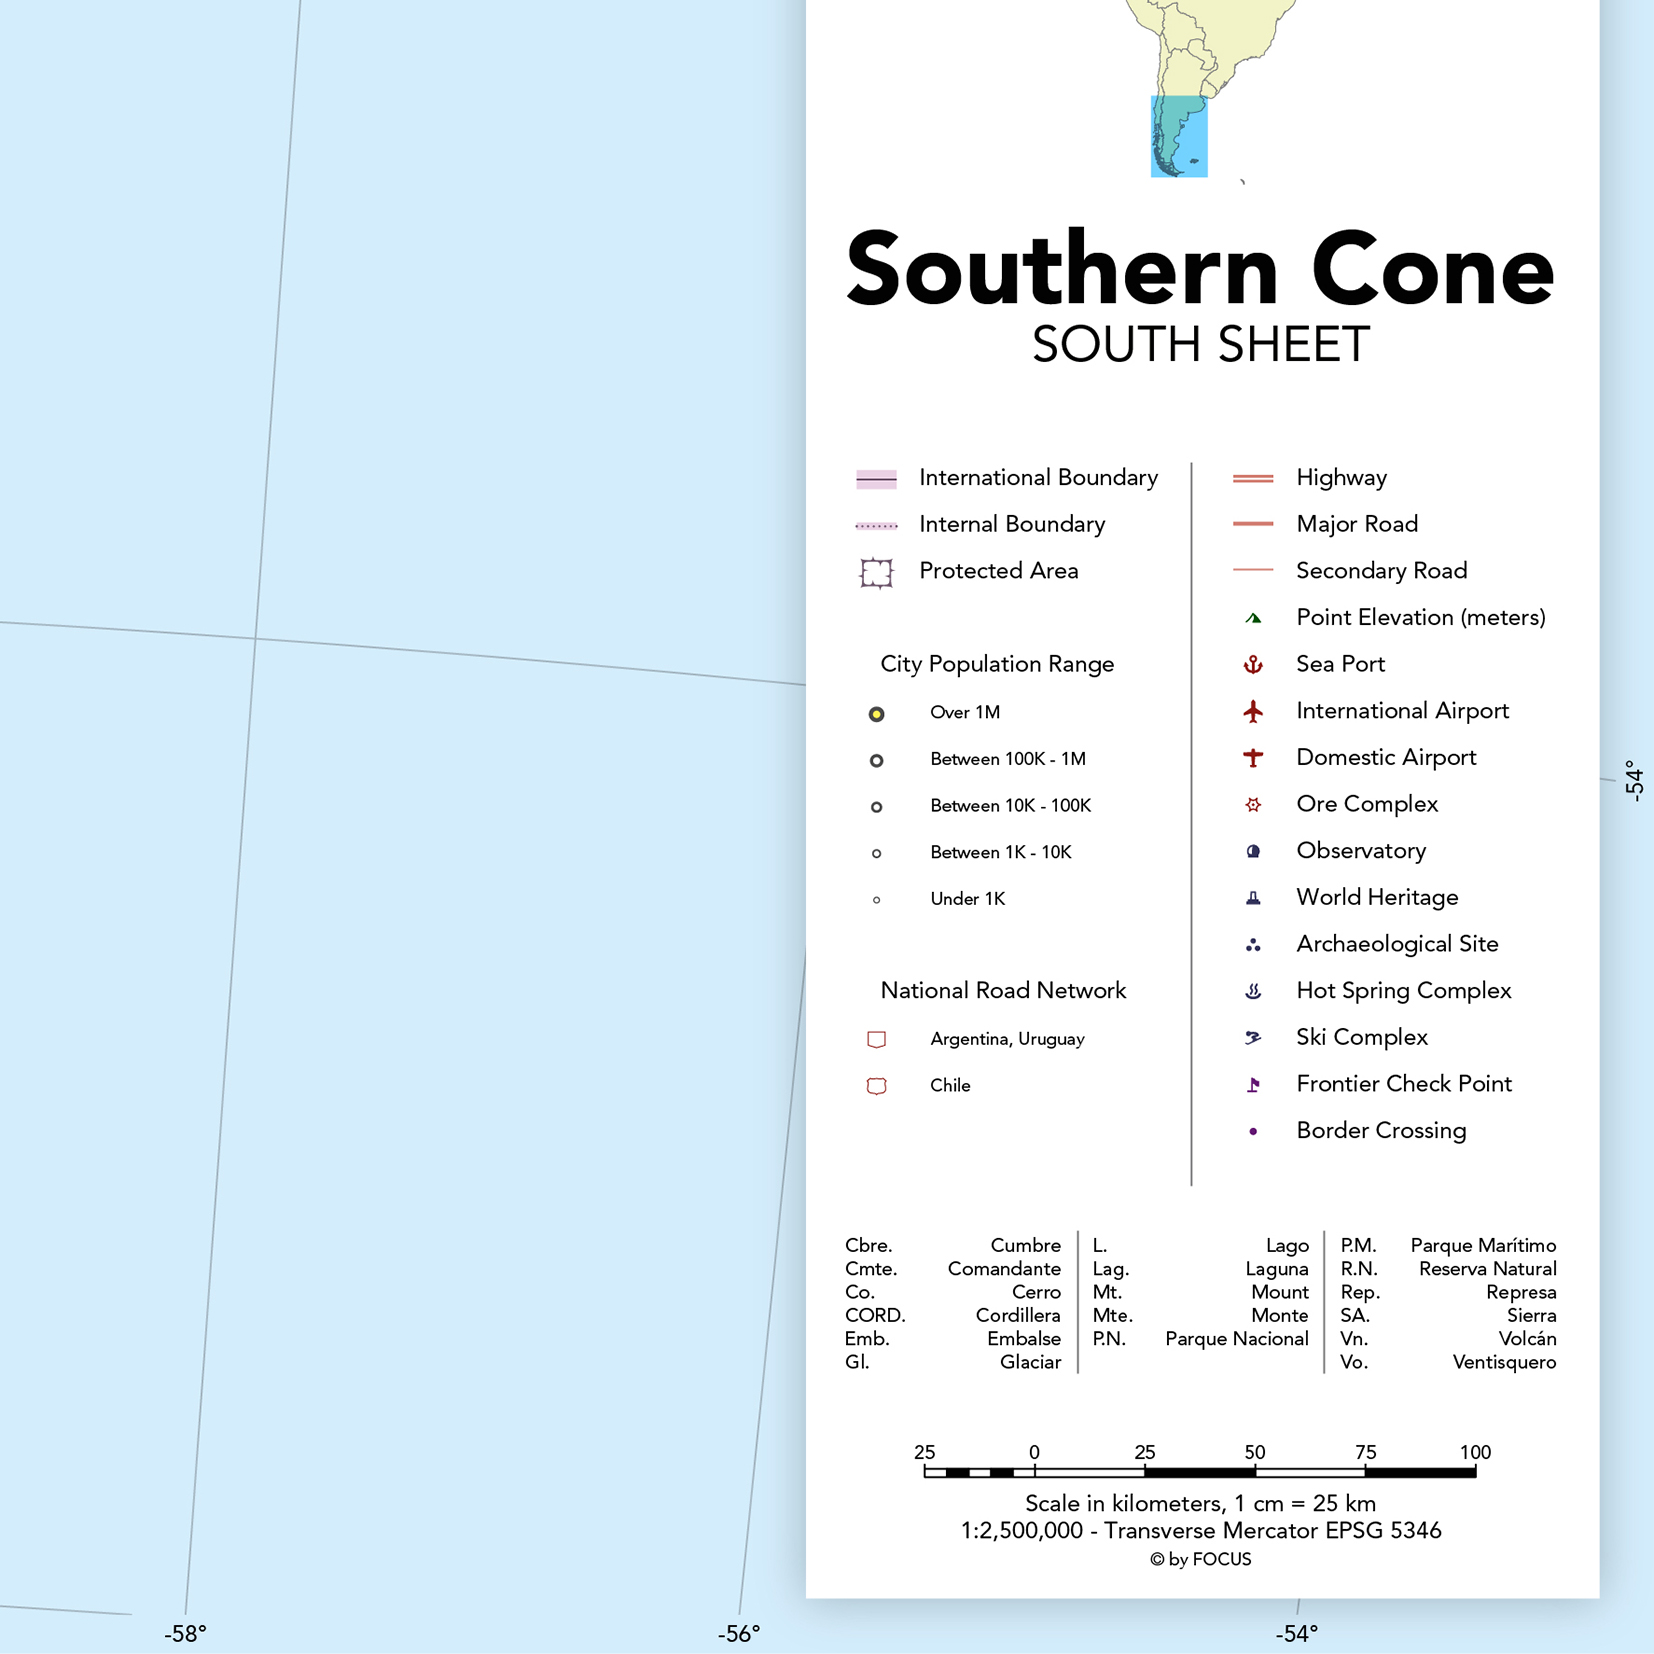 Southern Cone
SOUTH SHEET
International Boundary
Internal Boundary
Protected Area
City Population Range
Over 1M
Between 100K - 1M
Between 10K - 100K
Between 1K - 10K
Under 1K
National Road Network
Argentina, Uruguay
Chile
Highway
Major Road
Secondary Road
Point Elevation (meters)
Sea Port
International Airport
Domestic Airport
Ore Complex
Observatory
World Heritage
Archaeological Site
Hot Spring Complex
Ski Complex
Frontier Check Point
Border Crossing
-54°
Cbre. Cumbre
Cmte. Comandante
Co. Cerro
CORD. Cordillera
Emb. Embalse
Gl. Glaciar
L. Lago
Lag. Laguna
Mt. Mount
Mte. Monte
P.N. Parque Nacional
P.M. Parque Marítimo
R.N. Reserva Natural
Rep. Represa
SA. Sierra
Vn. Volcán
Vo. Ventisquero
25 0 25 50 75 100
Scale in kilometers, 1 cm = 25 km
1:2,500,000 - Transverse Mercator EPSG 5346
© by FOCUS
-58° -56° -54°